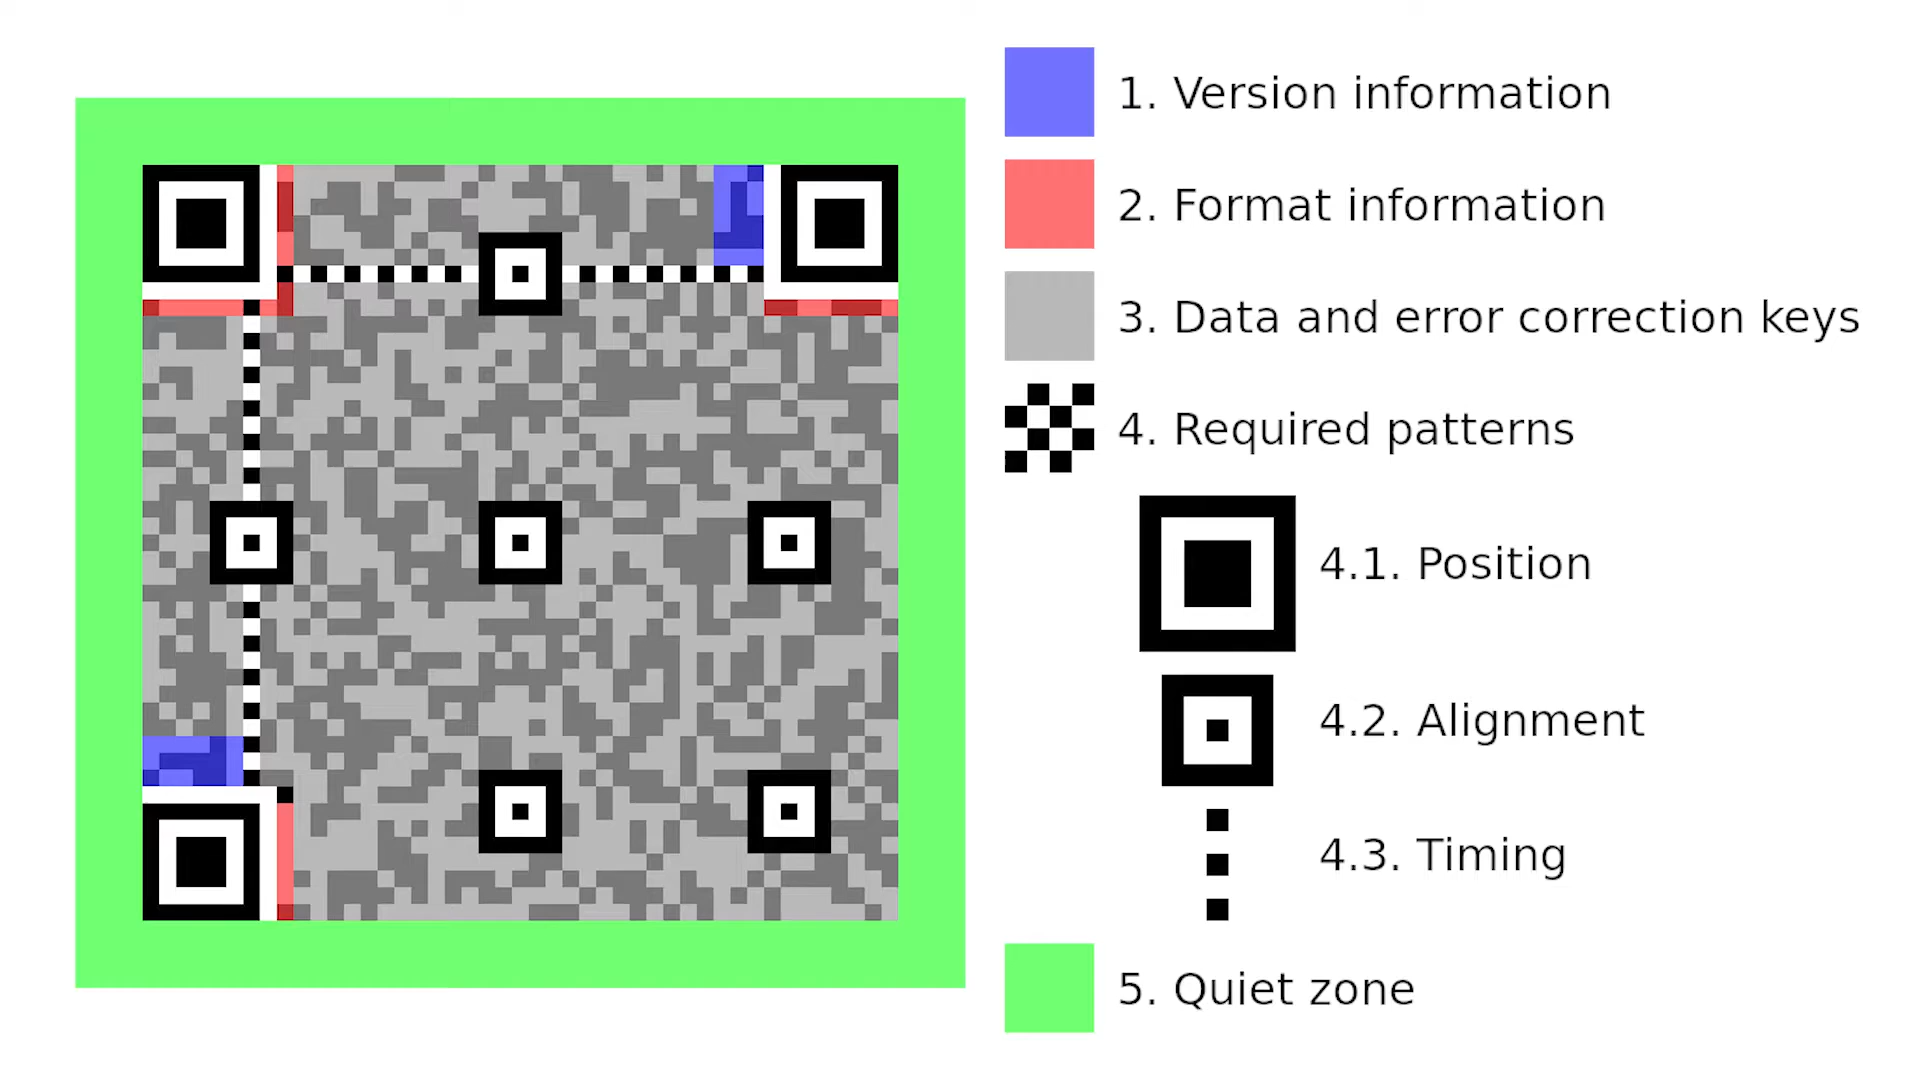 1. Version information
2. Format information
3. Data and error correction keys
4. Required patterns
4.1. Position
4.2. Alignment
4.3. Timing
5. Quiet zone